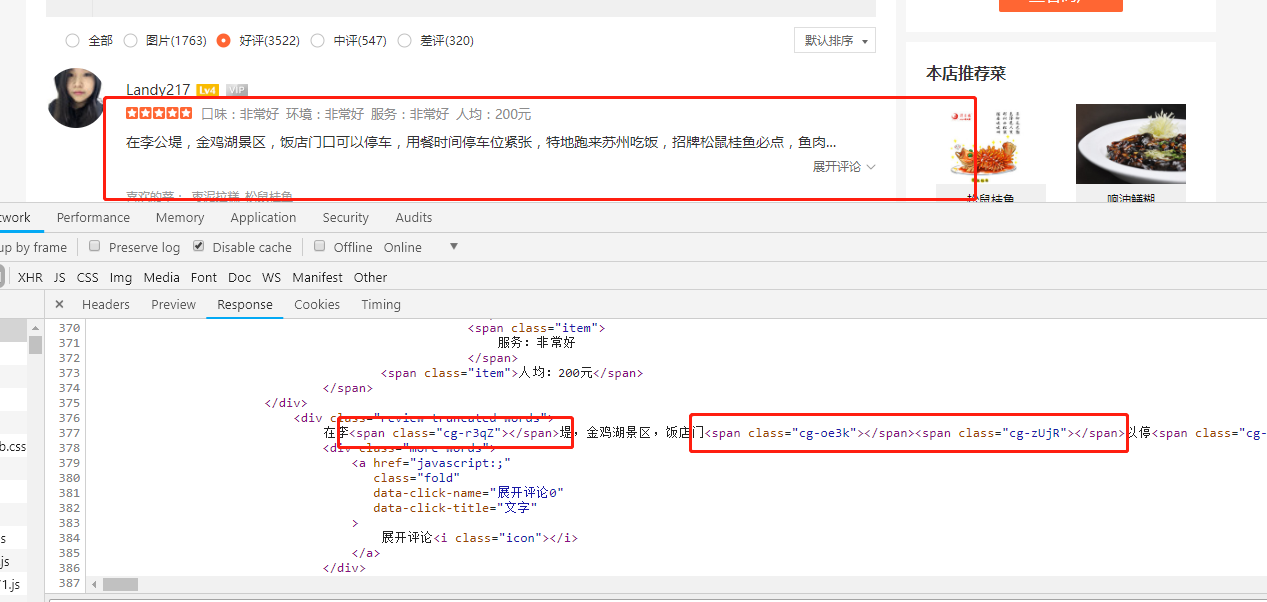 全部 图片(1763) 好评(3522) 中评(547) 差评(320)
默认排序
本店推荐菜
Landy217 Lv4 VIP
口味：非常好 环境：非常好 服务：非常好 人均：200元
在李公堤，金鸡湖景区，饭店门口可以停车，用餐时间停车位紧张，特地跑来苏州吃饭，招牌松鼠桂鱼必点，鱼肉...
展开评论
喜欢的菜： 枣泥拉糕 松鼠桂鱼
松鼠桂鱼
响油鳝糊
twork Performance Memory Application Security Audits
up by frame Preserve log Disable cache Offline Online
XHR JS CSS Img Media Font Doc WS Manifest Other
× Headers Preview Response Cookies Timing
370 <span class="item">
371 服务：非常好
372 </span>
373 <span class="item">人均：200元</span>
374 </span>
375 </div>
376 <div class="review-truncated-words">
377 在李<span class="cg-r3qZ"></span>堤，金鸡湖景区，饭店门<span class="cg-oe3k"></span><span class="cg-zUjR"></span>以停<span class="cg-
378 <div class="more-words">
379 <a href="javascript:;"
380 class="fold"
381 data-click-name="展开评论0"
382 data-click-title="文字"
383 >
384 展开评论<i class="icon"></i>
385 </a>
386 </div>
387
b.css
s
js
1.js